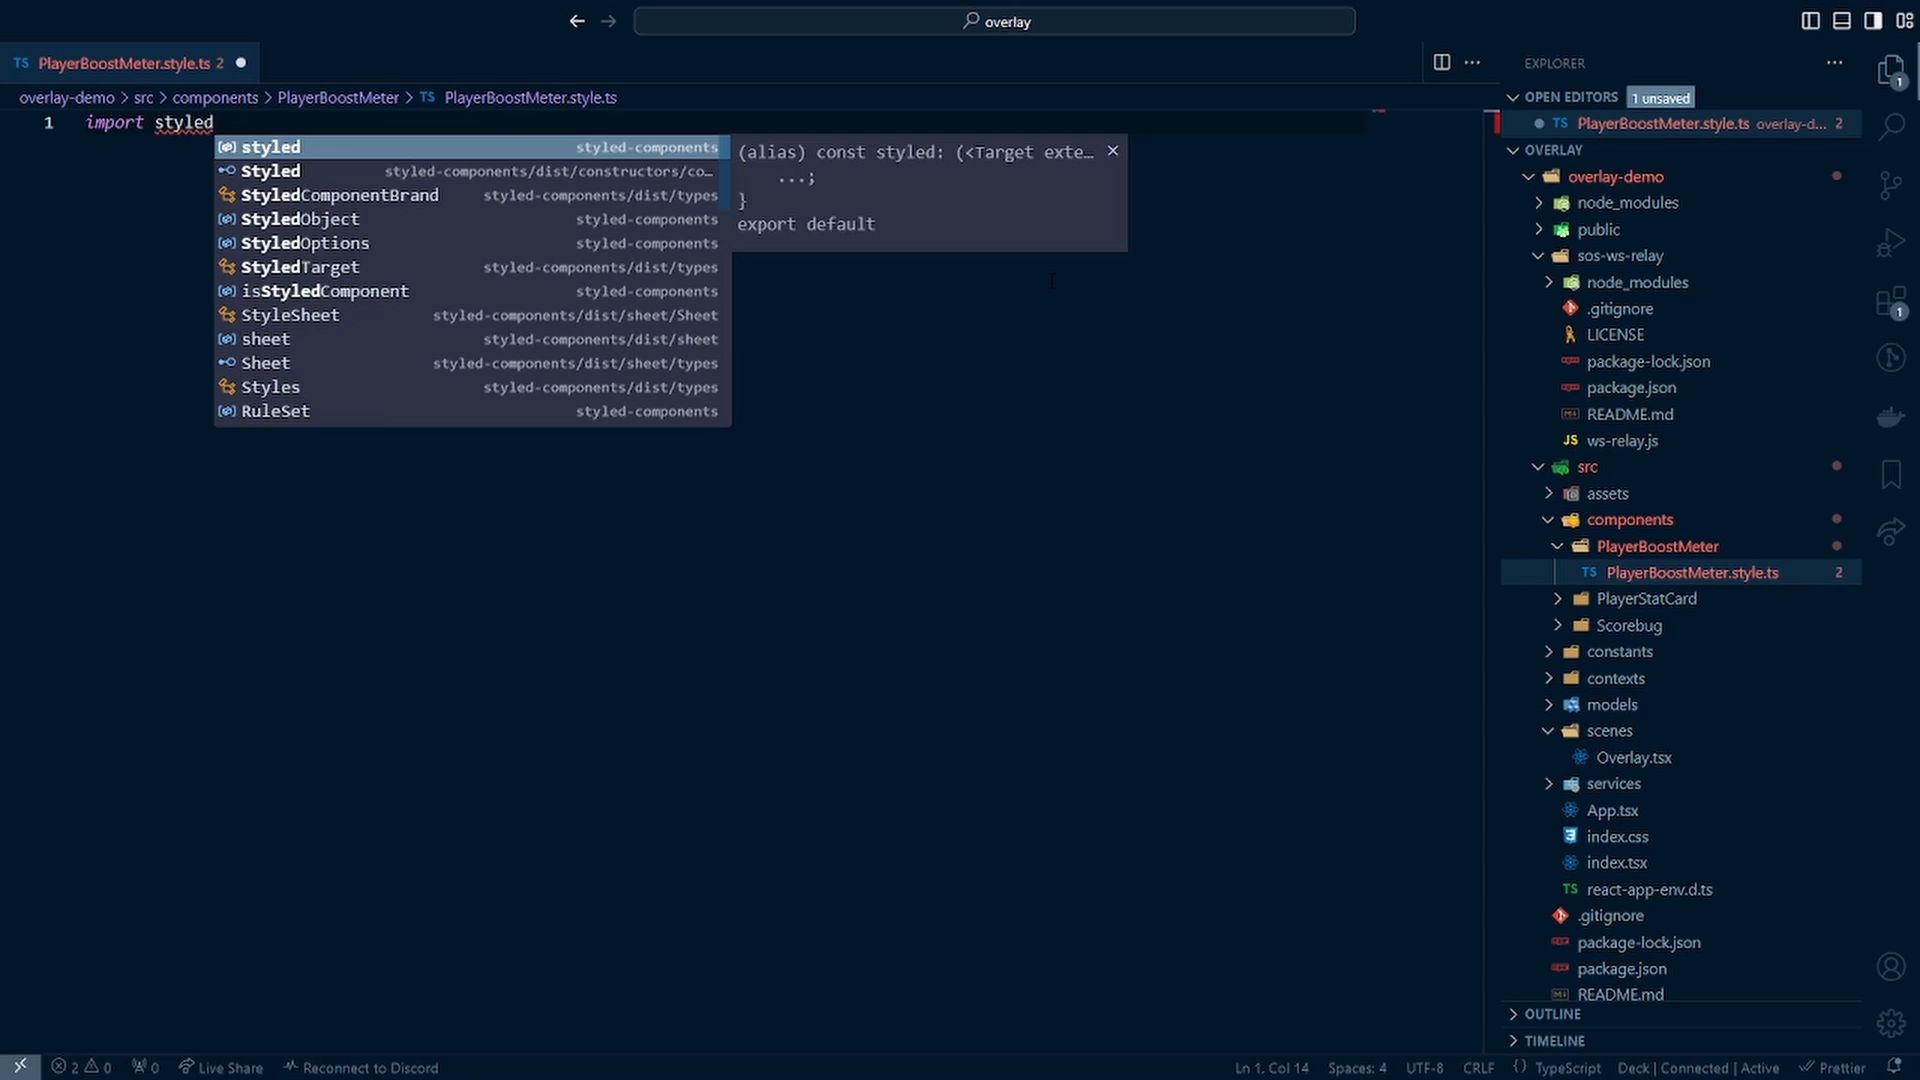 overlay
TS PlayerBoostMeter.style.ts 2
overlay-demo > src > components > PlayerBoostMeter > TS PlayerBoostMeter.style.ts
1 import styled
styled styled-components
Styled styled-components/dist/constructors/co…
StyledComponentBrand styled-components/dist/types
StyledObject styled-components
StyledOptions styled-components
StyledTarget styled-components/dist/types
isStyledComponent styled-components
StyleSheet styled-components/dist/sheet/Sheet
sheet styled-components/dist/sheet
Sheet styled-components/dist/sheet/types
Styles styled-components/dist/types
RuleSet styled-components
(alias) const styled: (<Target exte…
...;
}
export default
EXPLORER
OPEN EDITORS 1 unsaved
TS PlayerBoostMeter.style.ts overlay-d... 2
OVERLAY
overlay-demo
node_modules
public
sos-ws-relay
node_modules
.gitignore
LICENSE
package-lock.json
package.json
README.md
JS ws-relay.js
src
assets
components
PlayerBoostMeter
TS PlayerBoostMeter.style.ts 2
PlayerStatCard
Scorebug
constants
contexts
models
scenes
Overlay.tsx
services
App.tsx
index.css
index.tsx
TS react-app-env.d.ts
.gitignore
package-lock.json
package.json
README.md
OUTLINE
TIMELINE
1
1
2 0 0 Live Share Reconnect to Discord
Ln 1, Col 14 Spaces: 4 UTF-8 CRLF { } TypeScript Deck | Connected | Active Prettier